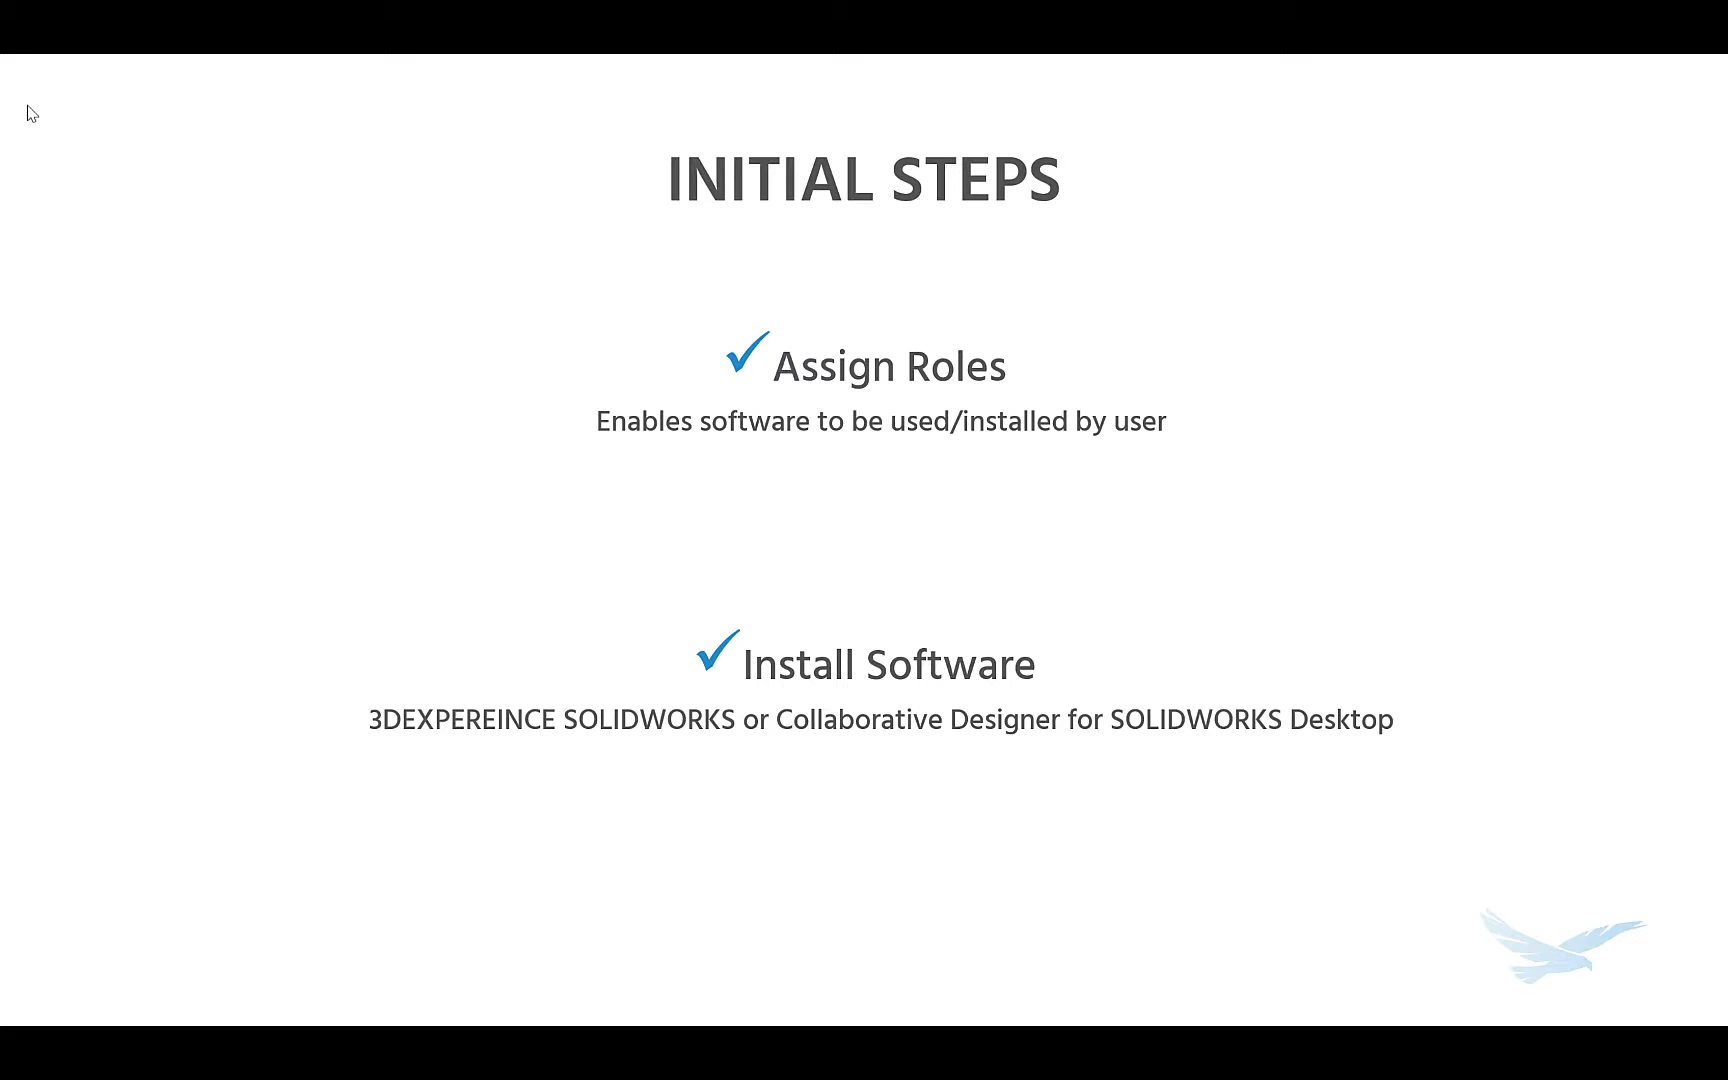 INITIAL STEPS
Assign Roles
Enables software to be used/installed by user
Install Software
3DEXPEREINCE SOLIDWORKS or Collaborative Designer for SOLIDWORKS Desktop